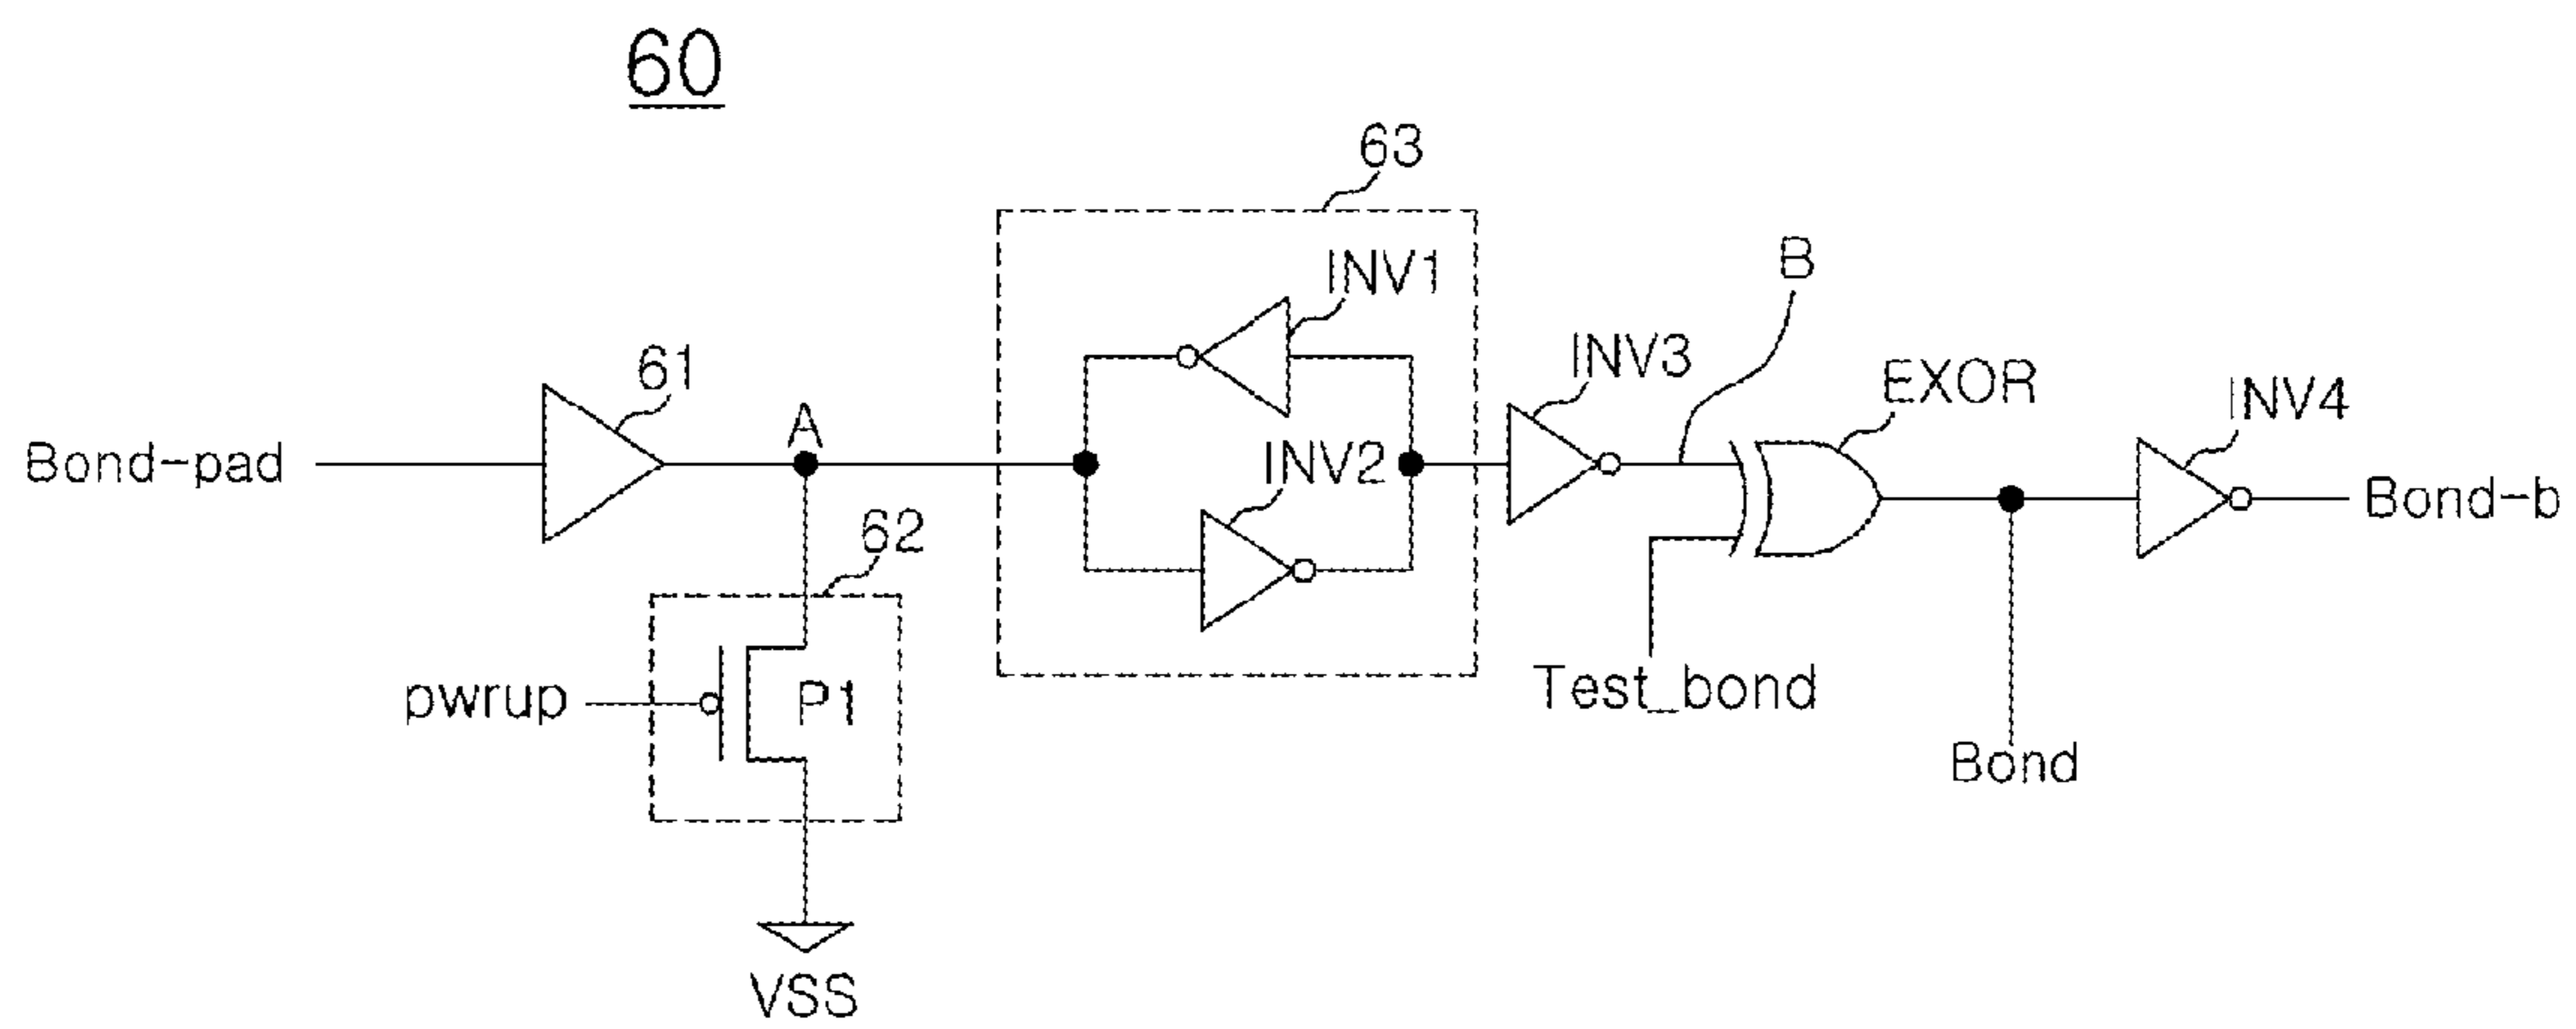 60
63
INV1
B
61
INV3
EXOR
INV4
A
INV2
Bond-pad
Bond-b
62
pwrup
P1
Test_bond
Bond
VSS